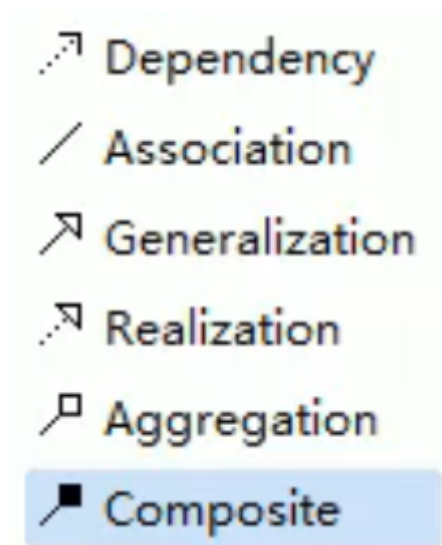 Dependency
Association
Generalization
Realization
Aggregation
Composite